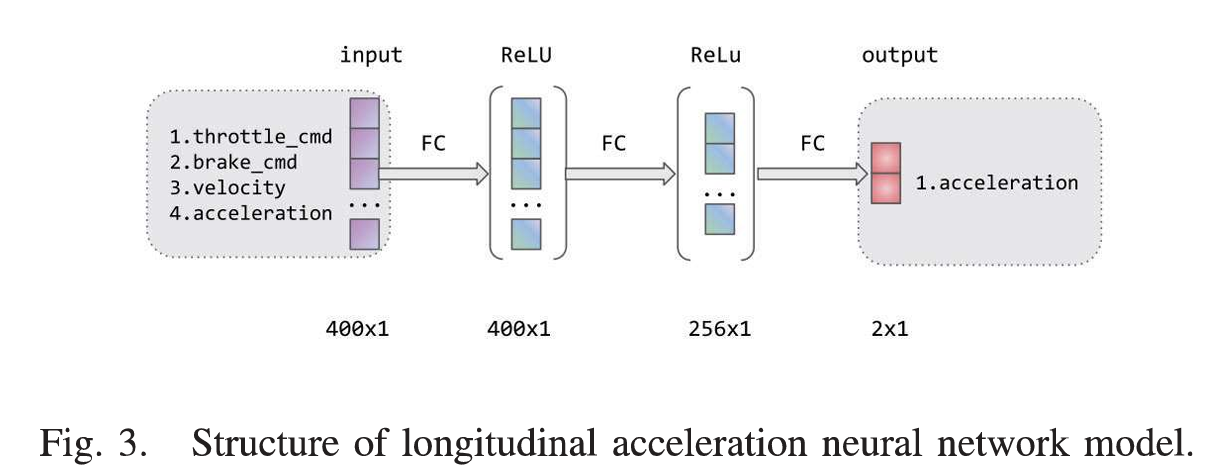 input ReLU ReLu output
1.throttle_cmd
2.brake_cmd
3.velocity
4.acceleration
...
FC
...
FC
...
FC
1.acceleration
400x1 400x1 256x1 2x1
Fig. 3. Structure of longitudinal acceleration neural network model.